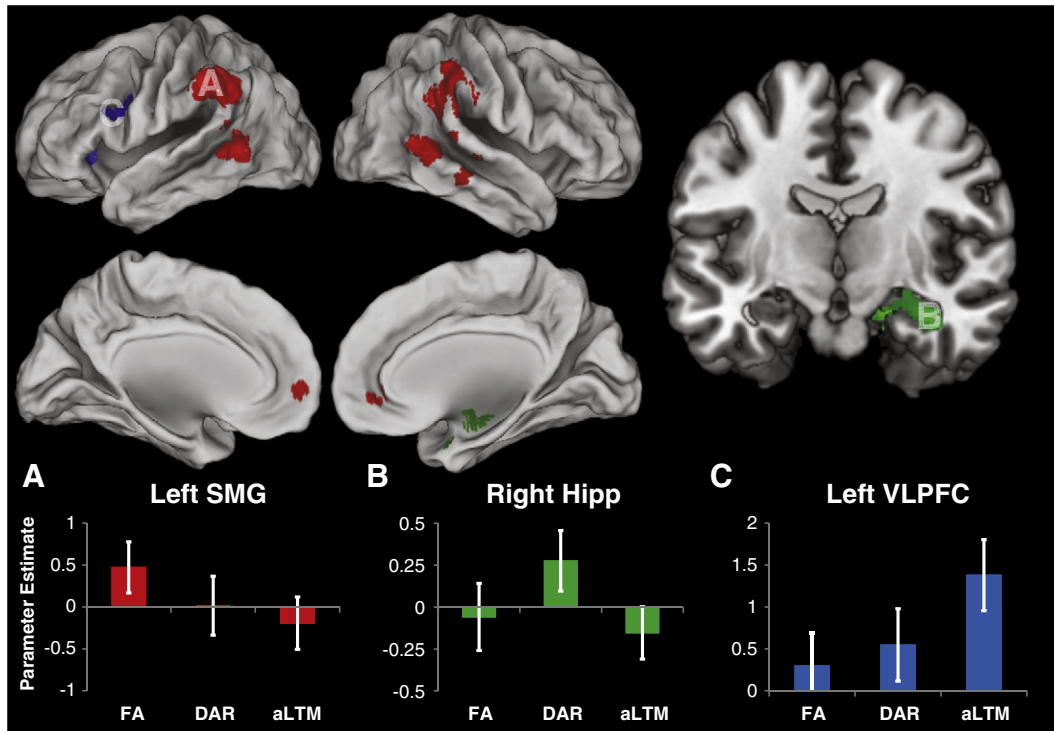 A
C
B
A
Left SMG
B
Right Hipp
C
Left VLPFC
Parameter Estimate
1
0.5
0
-0.5
-1
FA DAR aLTM
0.5
0.25
0
-0.25
-0.5
FA DAR aLTM
2
1.5
1
0.5
0
FA DAR aLTM